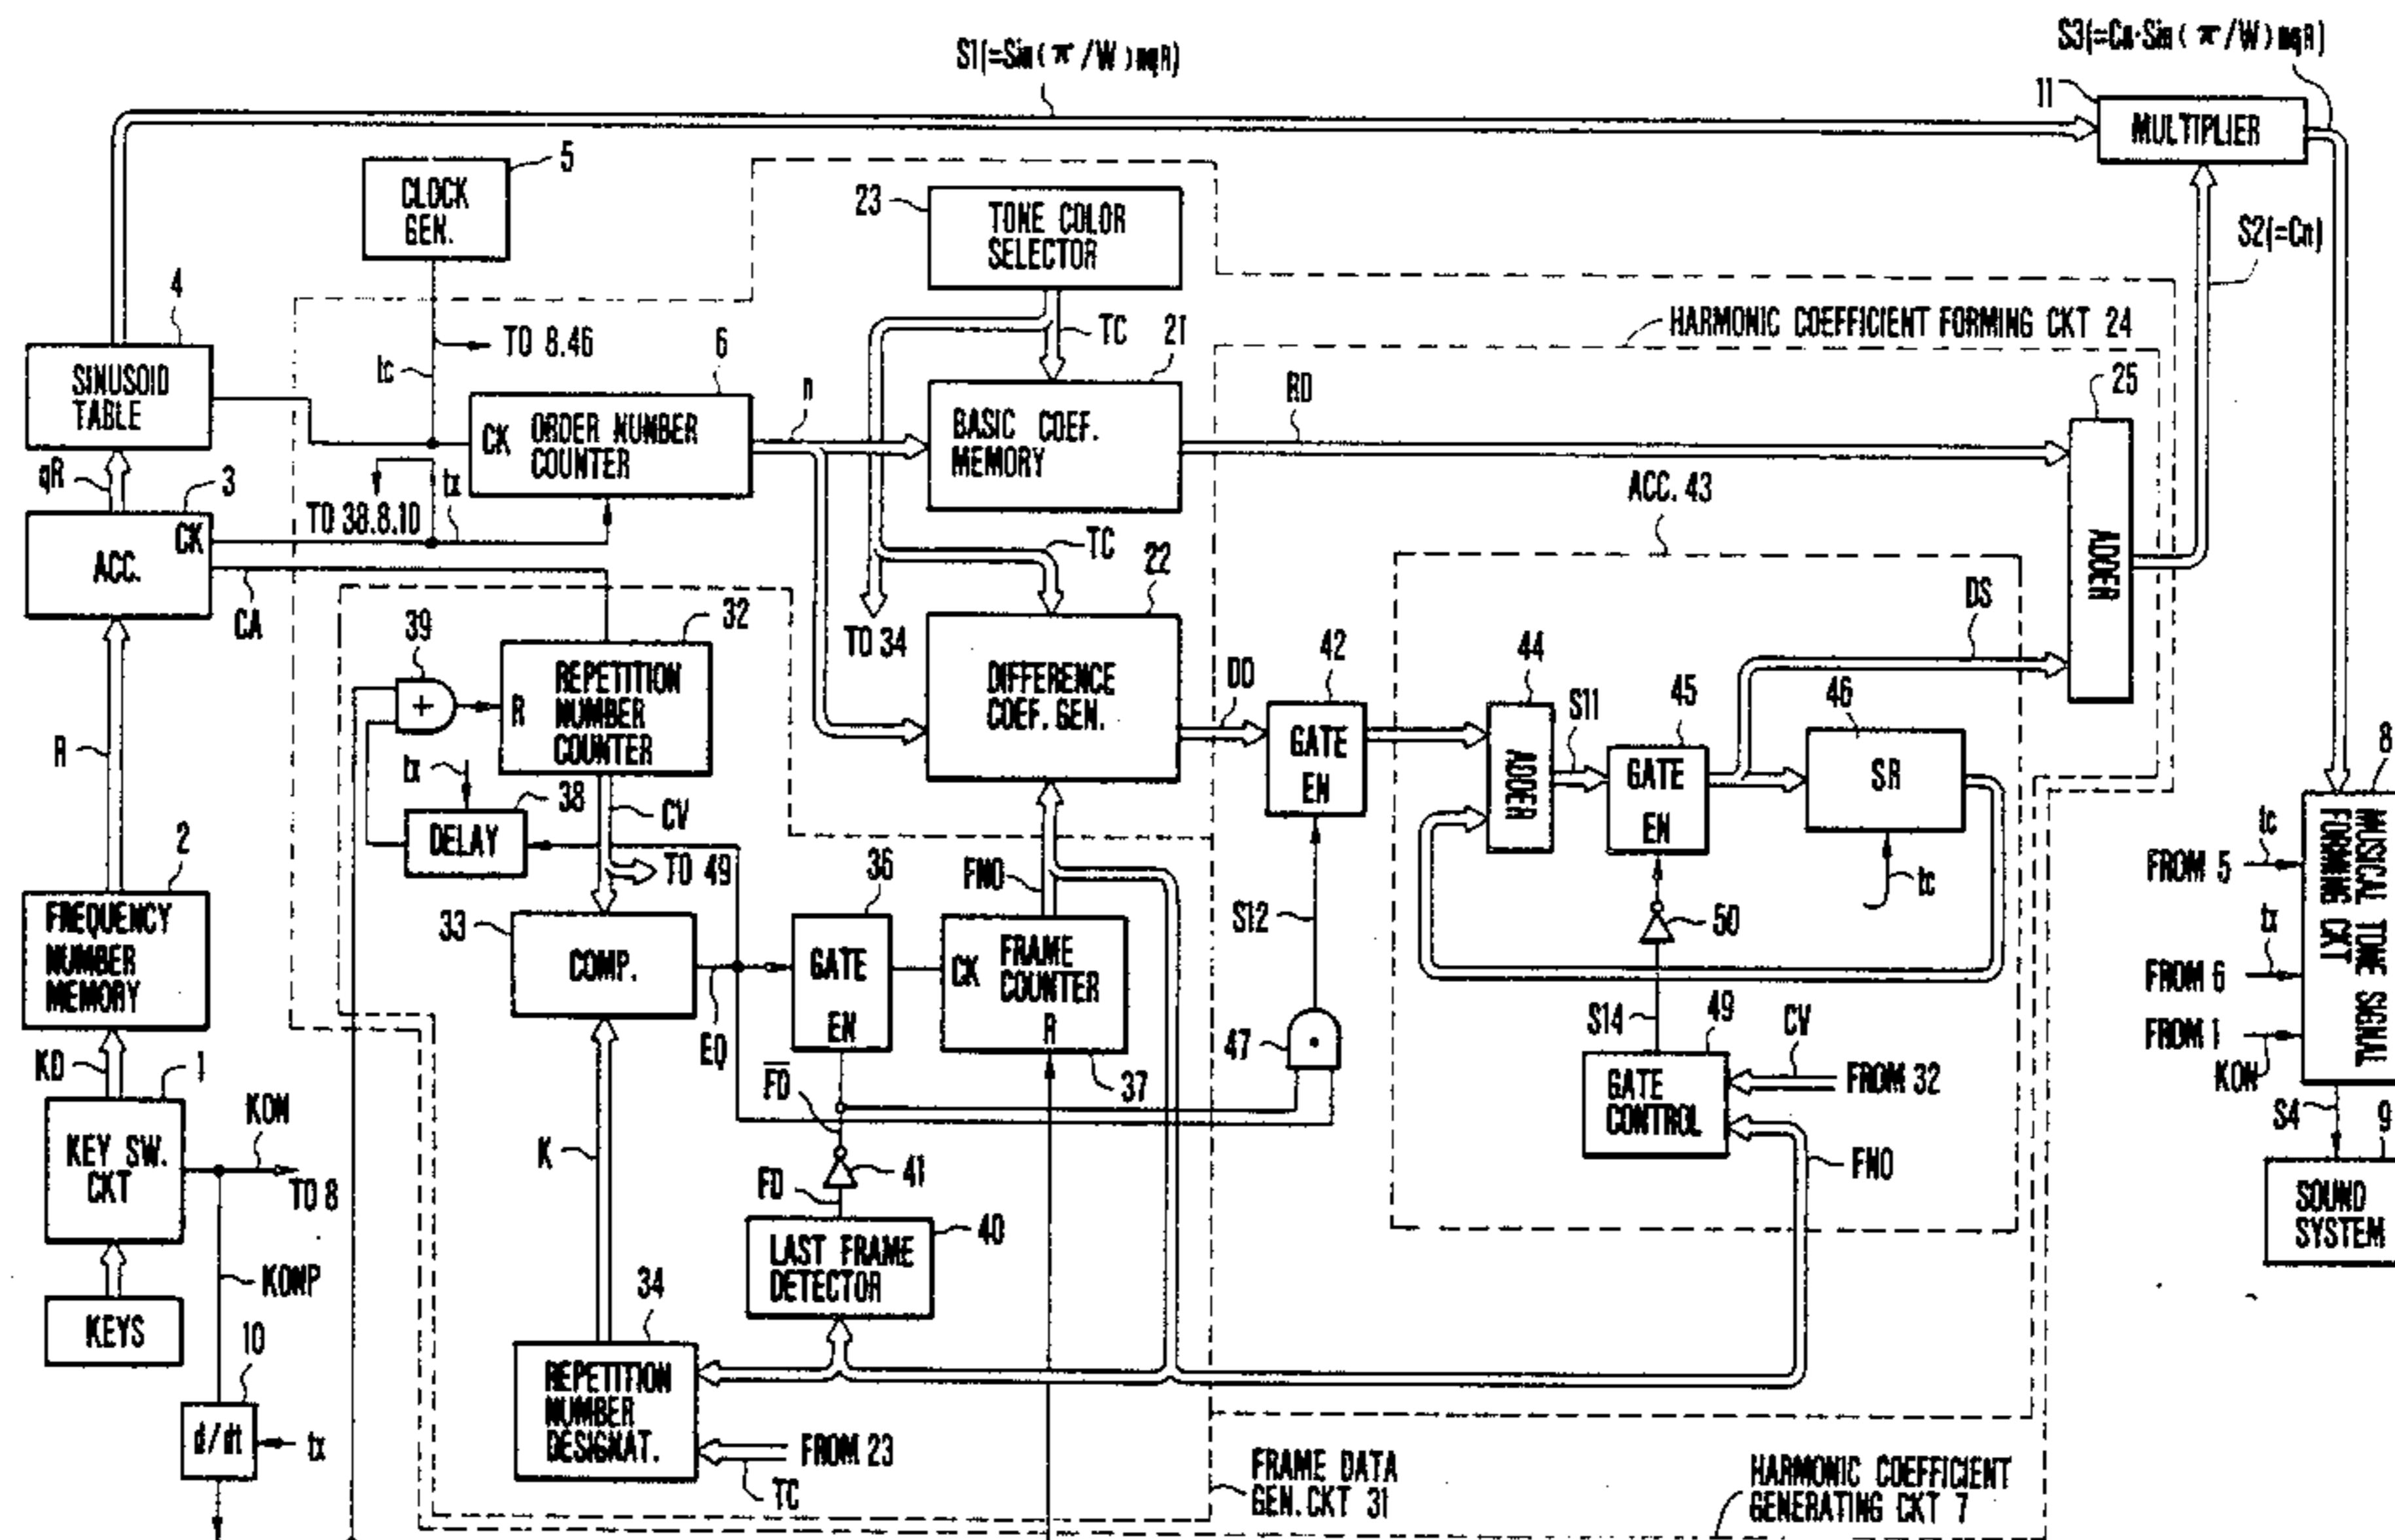 S1(=Sin(π/W)nqR)
S3(=Cn·Sin(π/W)nqR)
11
MULTIPLIER
5
CLOCK
GEN.
23
TONE COLOR
SELECTOR
S2(=Cn)
4
TO 8.46
6
TC
21
HARMONIC COEFFICIENT FORMING CKT 24
SINUSOID
TABLE
tc
25
CK ORDER NUMBER
COUNTER
n
BASIC COEF.
MEMORY
RD
qR
3
tx
TO 38.8.10
ACC. 43
CK
ACC.
TC
ADDER
CA
39
32
22
DS
TO 34
42
44
+
R
REPETITION
NUMBER
COUNTER
DIFFERENCE
COEF. GEN.
DO
S11
45
46
R
GATE
EN
ADDER
GATE
EN
SR
8
tx
38
CV
2
DELAY
TO 49
36
FNO
tc
MUSICAL TONE SIGNAL
FORMING CKT
tc
FROM 5
FREQUENCY
NUMBER
MEMORY
33
COMP.
GATE
EN
CK
FRAME
COUNTER
R
S12
50
tx
FROM 6
KD
1
EQ
FD
37
47
S14
49
CV
FROM 1
KON
KEY SW.
CKT
KON
TO 8
K
GATE
CONTROL
FROM 32
S4
9
41
FD
FNO
KONP
LAST FRAME
DETECTOR
40
SOUND
SYSTEM
KEYS
10
34
d/dt
tx
REPETITION
NUMBER
DESIGNAT.
FROM 23
TC
FRAME DATA
GEN. CKT 31
HARMONIC COEFFICIENT
GENERATING CKT 7